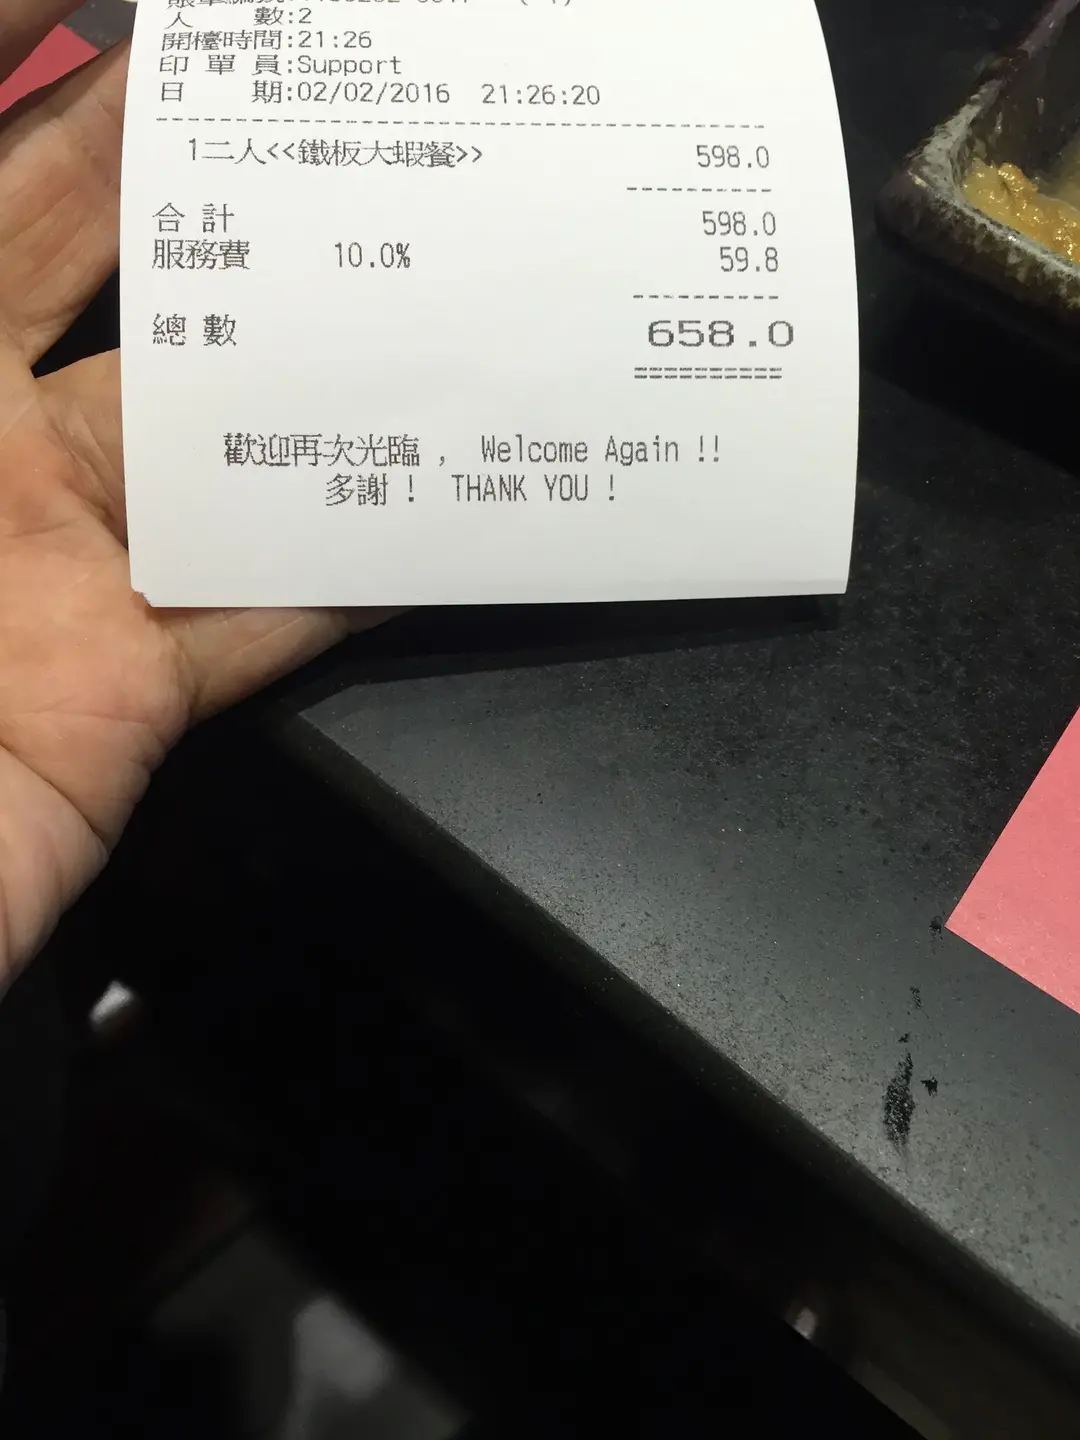 人 數:2
開檯時間:21:26
印 單 員:Support
日 期:02/02/2016 21:26:20
1二人<<鐵板大蝦餐>> 598.0
合 計 598.0
服務費 10.0% 59.8
總 數 658.0
歡迎再次光臨 , Welcome Again !!
多謝 ! THANK YOU !